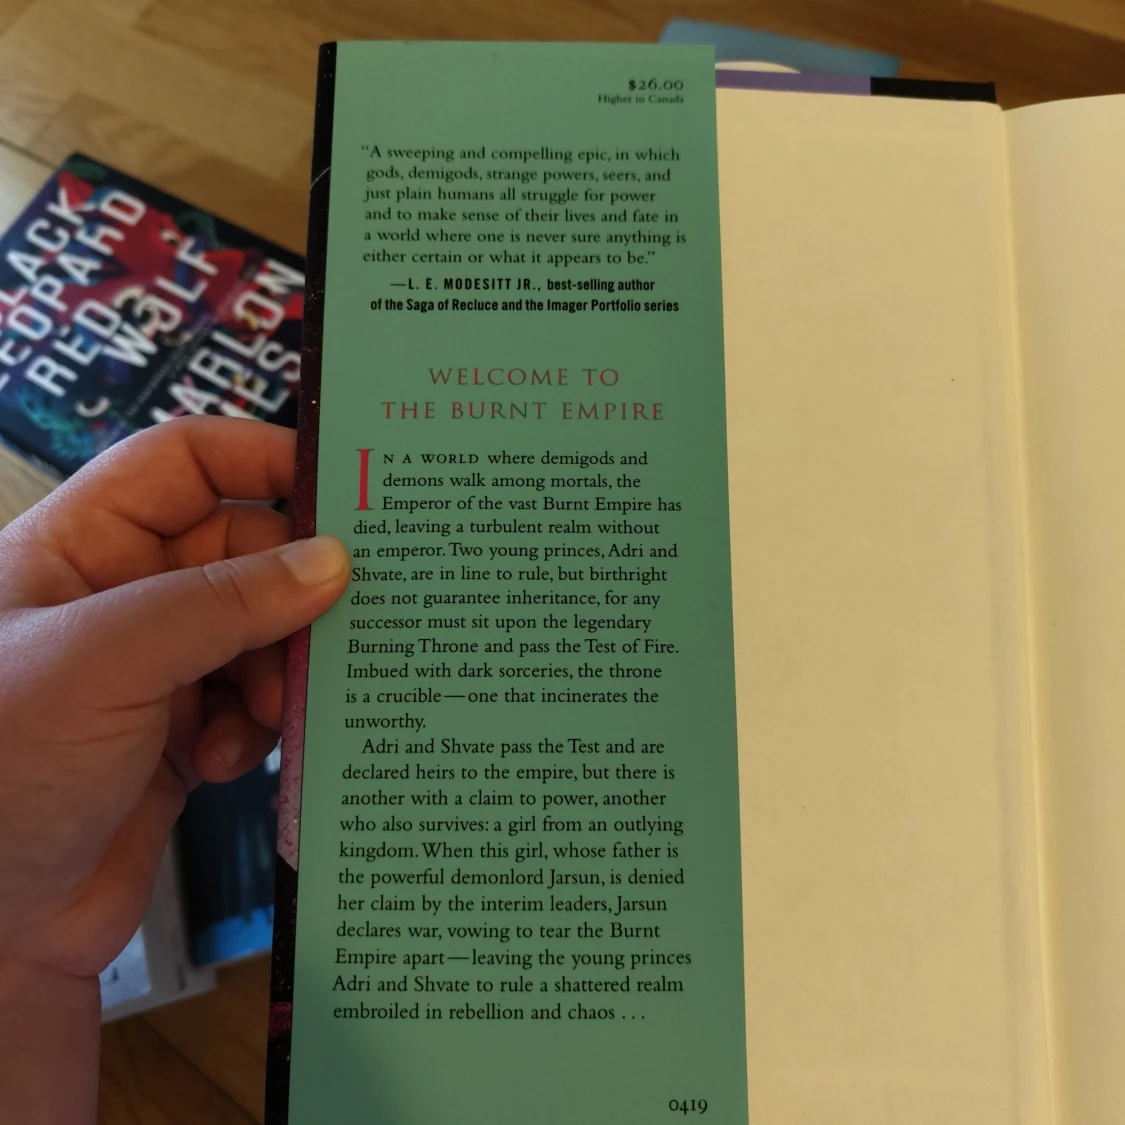 $26.00
Higher in Canada
“A sweeping and compelling epic, in which
gods, demigods, strange powers, seers, and
just plain humans all struggle for power
and to make sense of their lives and fate in
a world where one is never sure anything is
either certain or what it appears to be.”
—L. E. MODESITT JR., best-selling author
of the Saga of Recluce and the Imager Portfolio series
WELCOME TO
THE BURNT EMPIRE
IN A WORLD where demigods and
demons walk among mortals, the
Emperor of the vast Burnt Empire has
died, leaving a turbulent realm without
an emperor. Two young princes, Adri and
Shvate, are in line to rule, but birthright
does not guarantee inheritance, for any
successor must sit upon the legendary
Burning Throne and pass the Test of Fire.
Imbued with dark sorceries, the throne
is a crucible—one that incinerates the
unworthy.
Adri and Shvate pass the Test and are
declared heirs to the empire, but there is
another with a claim to power, another
who also survives: a girl from an outlying
kingdom. When this girl, whose father is
the powerful demonlord Jarsun, is denied
her claim by the interim leaders, Jarsun
declares war, vowing to tear the Burnt
Empire apart—leaving the young princes
Adri and Shvate to rule a shattered realm
embroiled in rebellion and chaos . . .
0419
LACK
EOPARD
RED
WOLF
ARLON
MES